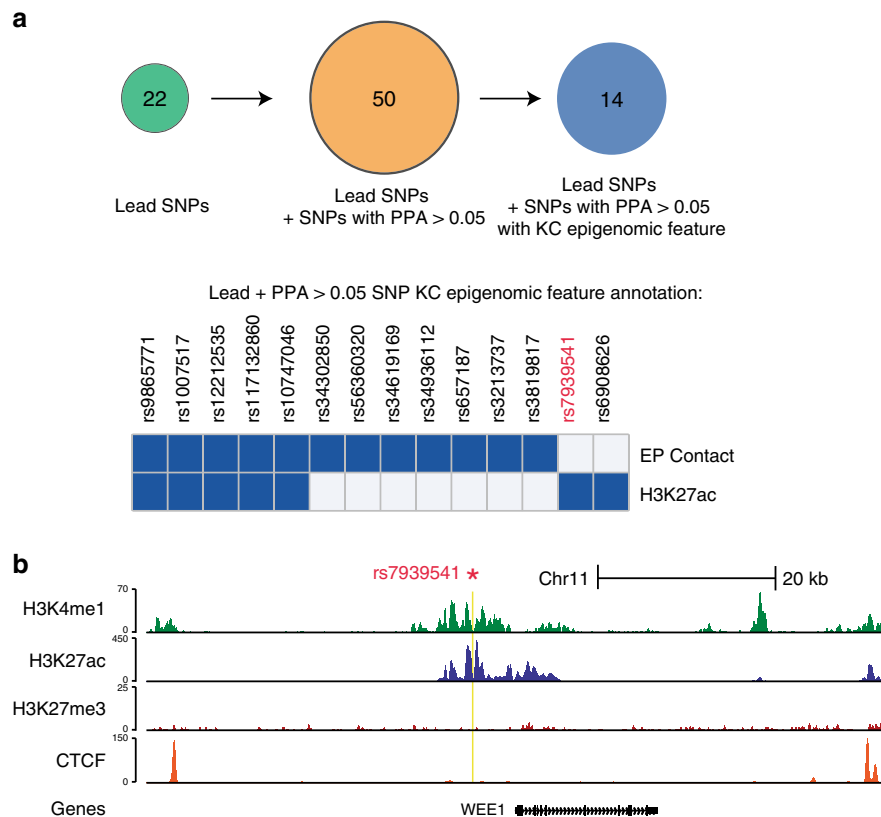 a
22
50
14
Lead SNPs
Lead SNPs
+ SNPs with PPA > 0.05
Lead SNPs
+ SNPs with PPA > 0.05
with KC epigenomic feature
Lead + PPA > 0.05 SNP KC epigenomic feature annotation:
rs9865771
rs1007517
rs12212535
rs117132860
rs10747046
rs34302850
rs56360320
rs34619169
rs34936112
rs657187
rs3213737
rs3819817
rs7939541
rs6908626
EP Contact
H3K27ac
b
rs7939541 *
Chr11
20 kb
H3K4me1
70
0
H3K27ac
450
0
H3K27me3
25
0
CTCF
150
0
Genes
WEE1